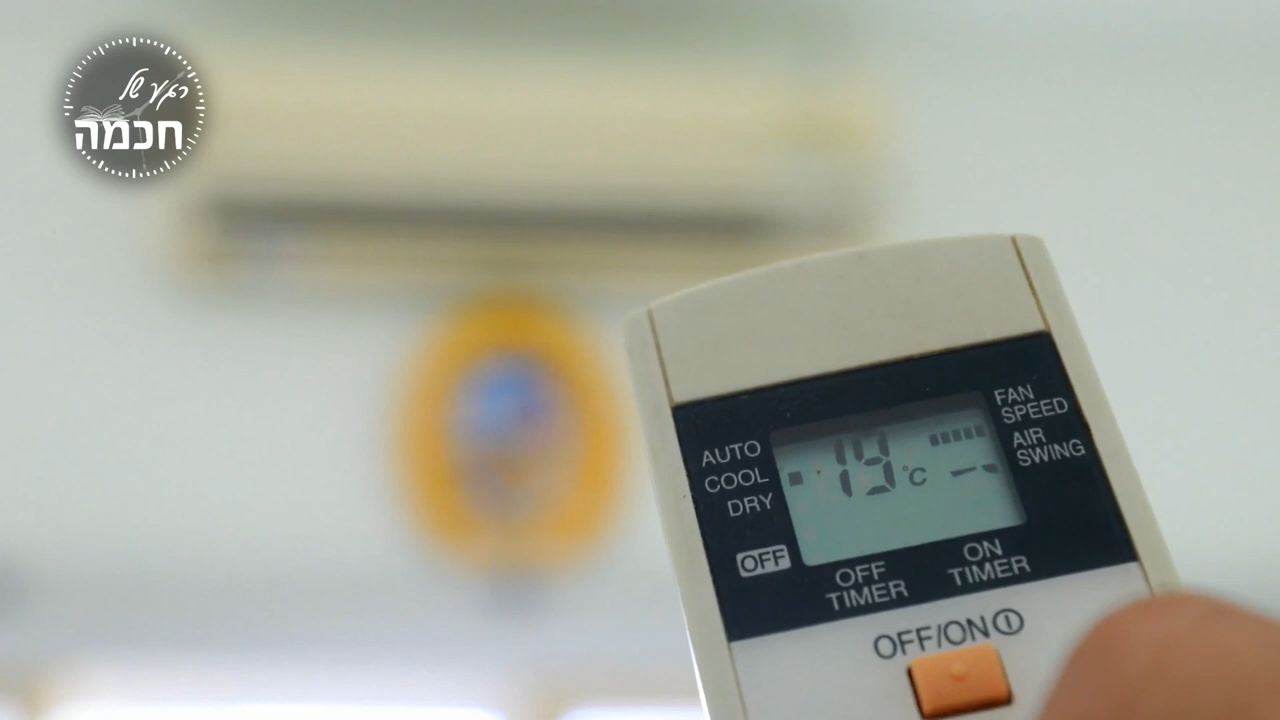 רגע של
חכמה
AUTO
COOL
DRY
OFF
19°C
FAN
SPEED
AIR
SWING
OFF
TIMER
ON
TIMER
OFF/ON